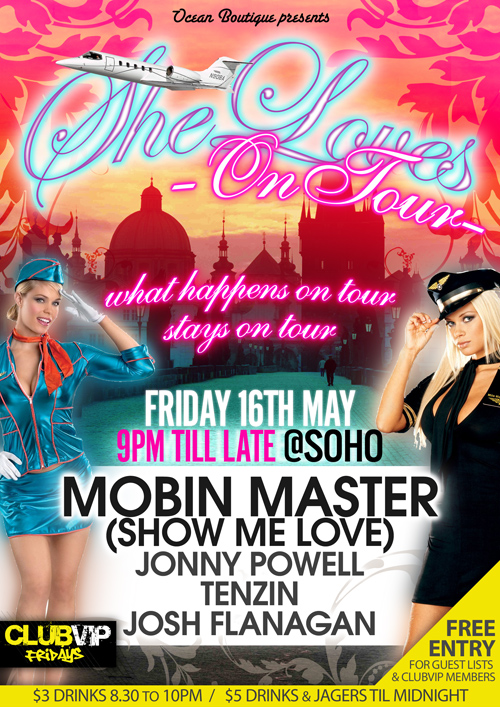 Ocean Boutique presents
She Loves
- On Tour -
what happens on tour
stays on tour
FRIDAY 16TH MAY
9PM TILL LATE @SOHO
MOBIN MASTER
(SHOW ME LOVE)
JONNY POWELL
TENZIN
JOSH FLANAGAN
CLUBVIP
FRIDAYS
FREE
ENTRY
FOR GUEST LISTS
& CLUBVIP MEMBERS
$3 DRINKS 8.30 TO 10PM / $5 DRINKS & JAGERS TIL MIDNIGHT